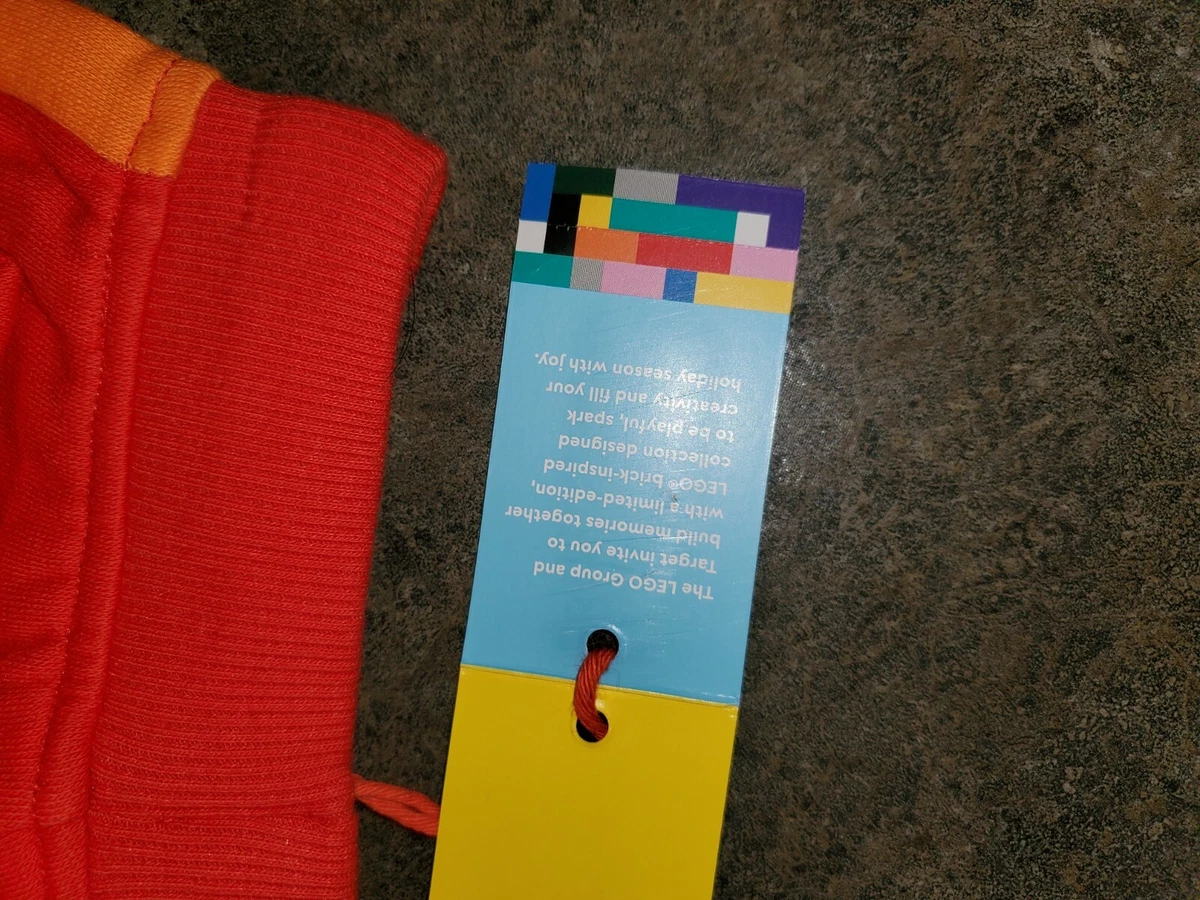 The LEGO Group and
Target invite you to
build memories together
with a limited-edition,
LEGO® brick-inspired
collection designed
to be playful, spark
creativity and fill your
holiday season with joy.